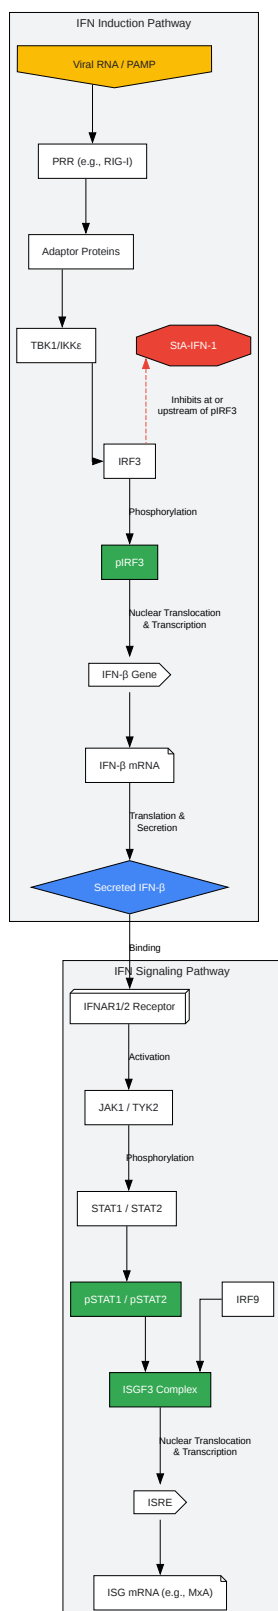 IFN Induction Pathway
Viral RNA / PAMP
PRR (e.g., RIG-I)
Adaptor Proteins
TBK1/IKKε
StA-IFN-1
Inhibits at or
upstream of pIRF3
IRF3
Phosphorylation
pIRF3
Nuclear Translocation
& Transcription
IFN-β Gene
IFN-β mRNA
Translation &
Secretion
Secreted IFN-β
Binding
IFN Signaling Pathway
IFNAR1/2 Receptor
Activation
JAK1 / TYK2
Phosphorylation
STAT1 / STAT2
pSTAT1 / pSTAT2
IRF9
ISGF3 Complex
Nuclear Translocation
& Transcription
ISRE
ISG mRNA (e.g., MxA)